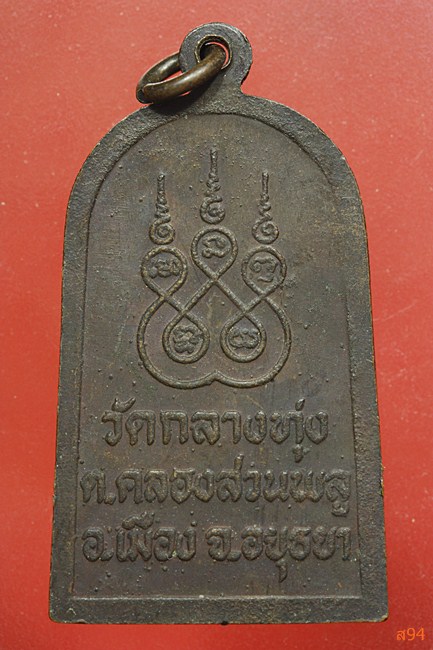 วัดกลางทุ่ง
ต.คลองส่วนพลู
อ.เมือง จ.อยุธยา
ส94